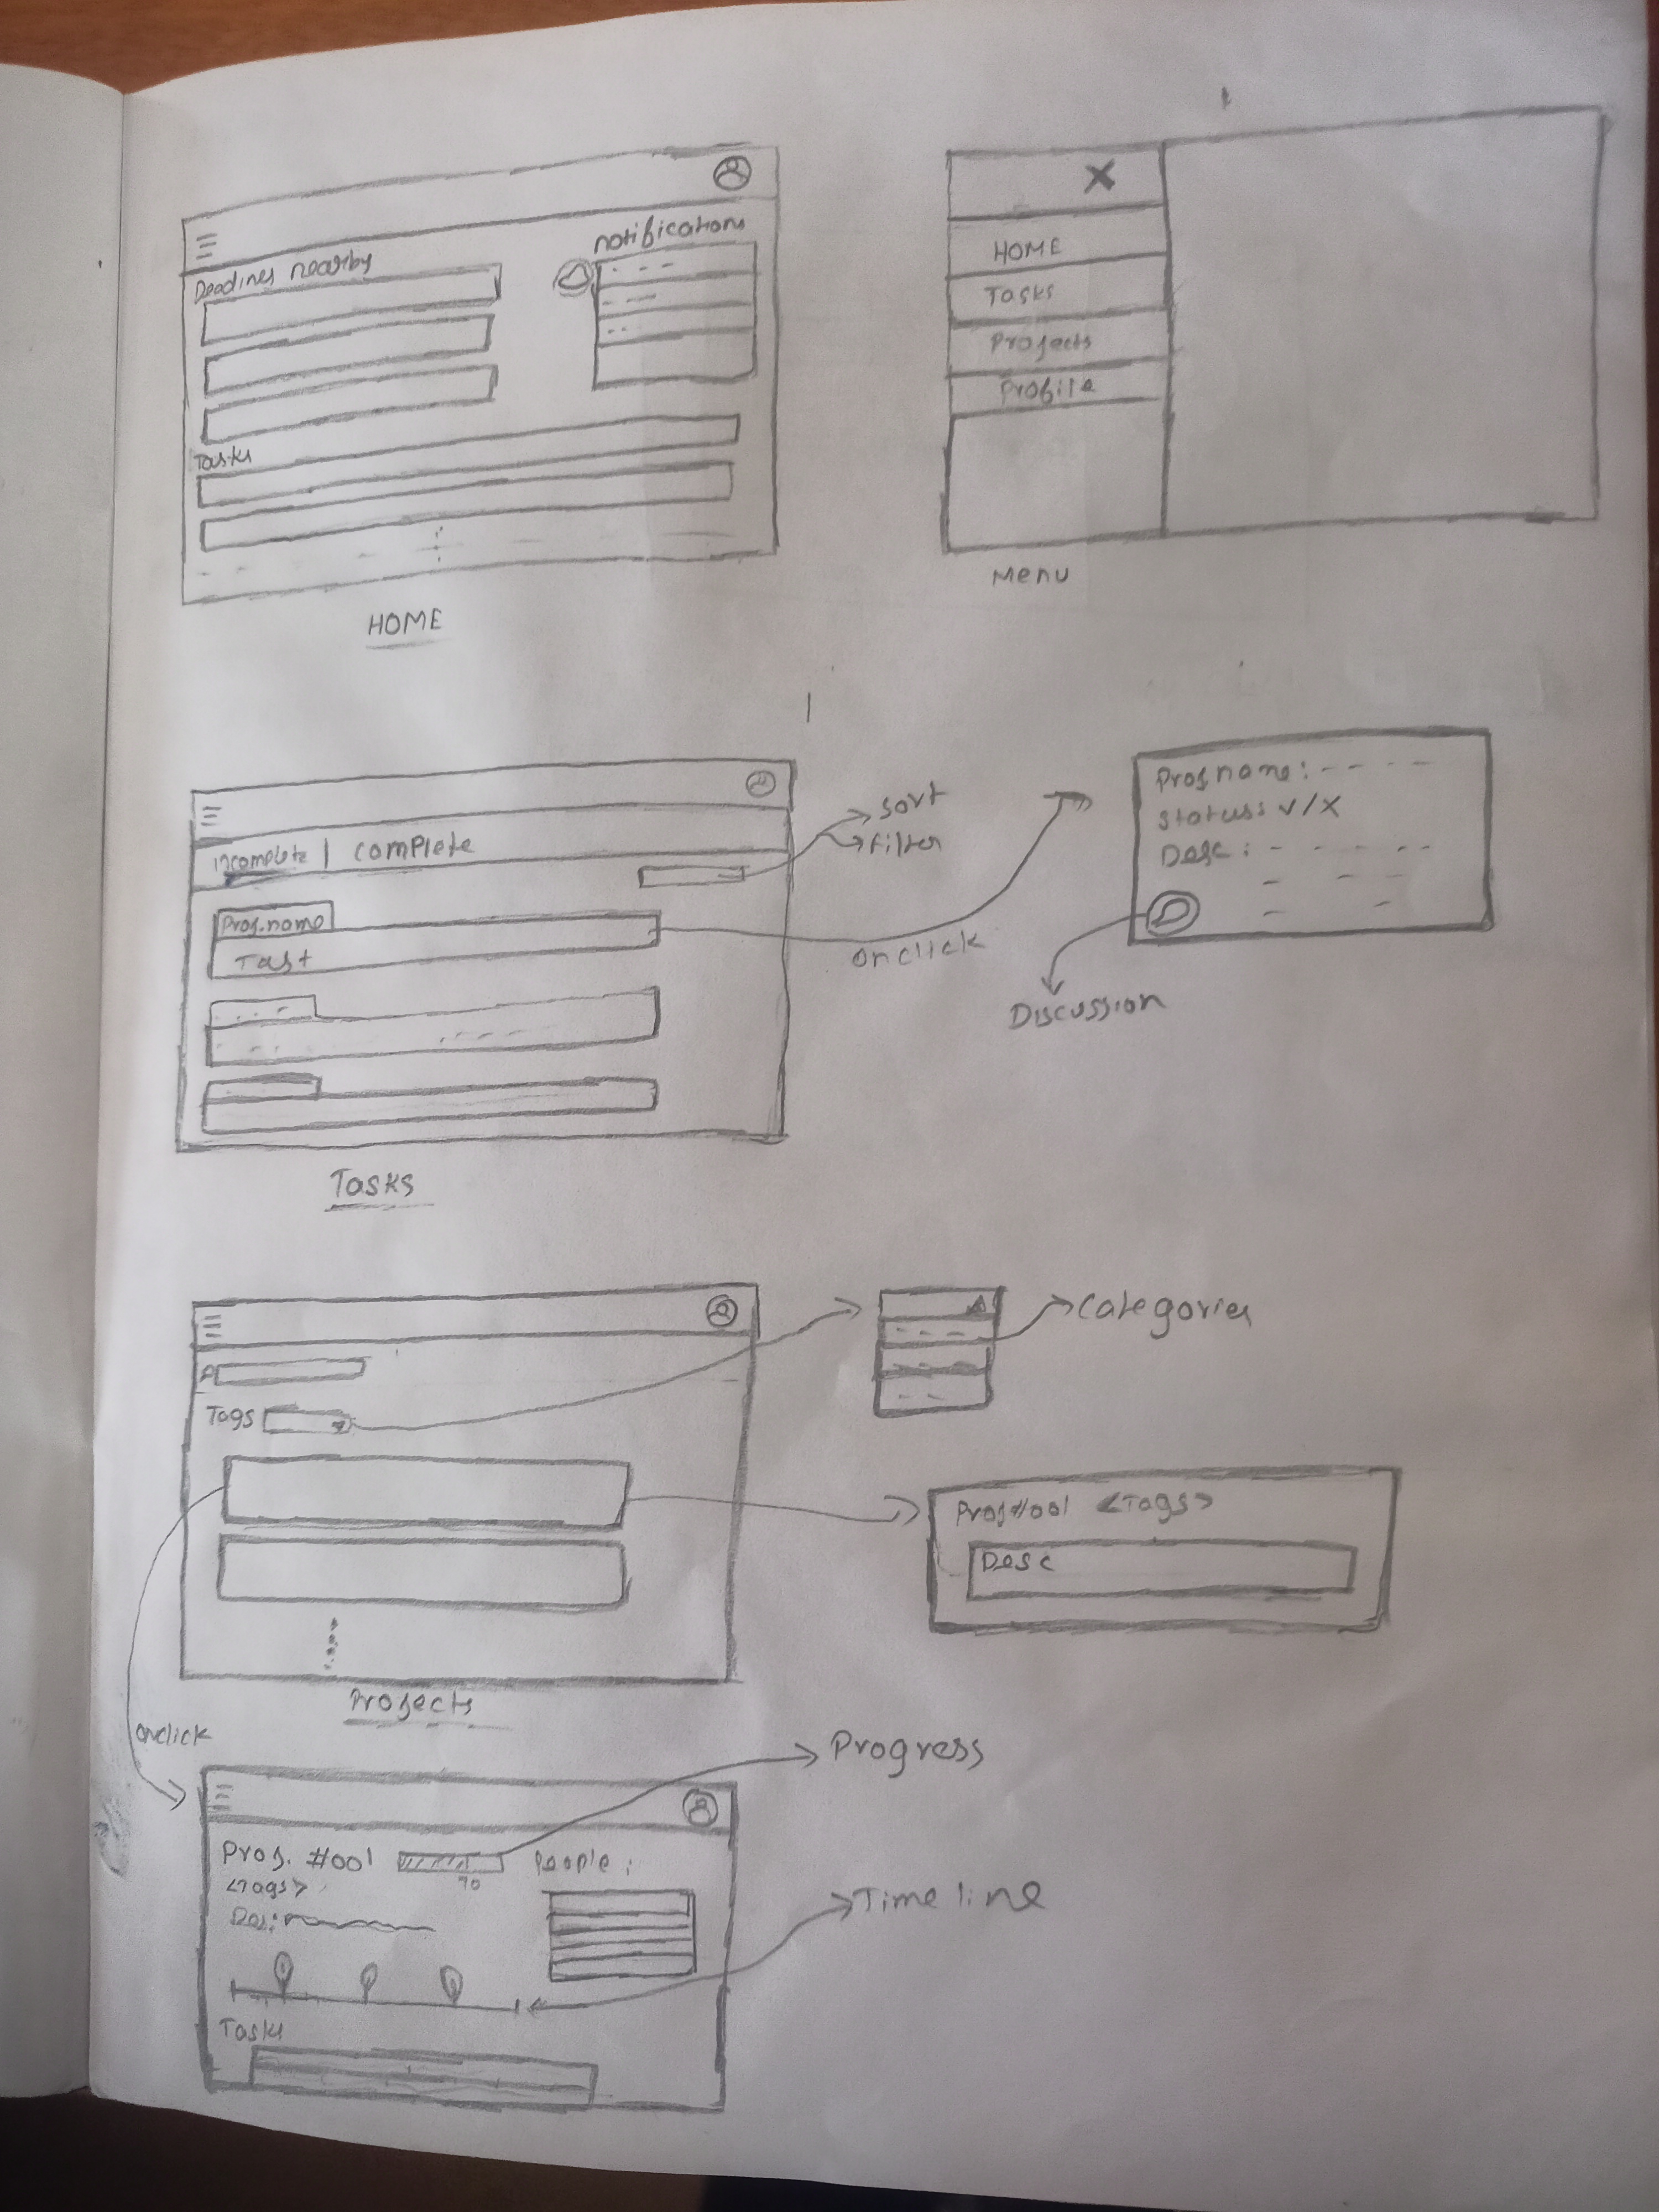 Deadlines nearby
notifications
Tasks
HOME
X
HOME
Tasks
Projects
Profile
Menu
incomplete | complete
Proj.name
Task
sort
filter
onclick
Proj name: - - - -
Status: ✓/X
Desc: - - - - -
Discussion
Tasks
Tags
categories
Proj#001 <Tags>
Desc
Projects
onclick
Proj. #001
70
People:
<Tags>
Des:
Tasks
Progress
Time line